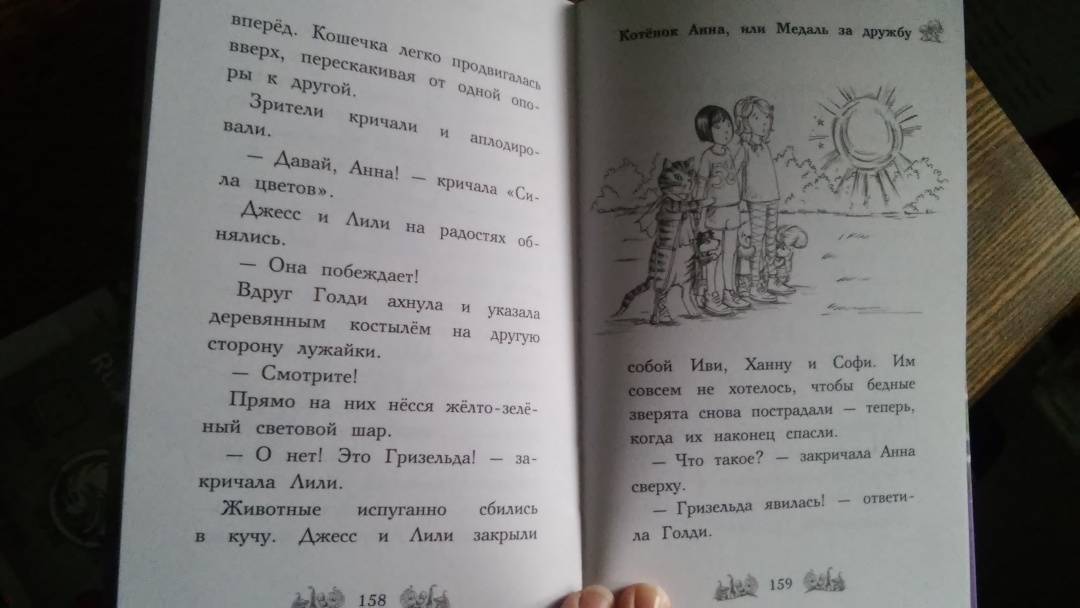 вперёд. Кошечка легко продвигалась
вверх, перескакивая от одной опо-
ры к другой.
Зрители кричали и аплодиро-
вали.
— Давай, Анна! — кричала «Си-
ла цветов».
Джесс и Лили на радостях об-
нялись.
— Она побеждает!
Вдруг Голди ахнула и указала
деревянным костылём на другую
сторону лужайки.
— Смотрите!
Прямо на них нёсся жёлто-зелё-
ный световой шар.
— О нет! Это Гризельда! — за-
кричала Лили.
Животные испуганно сбились
в кучу. Джесс и Лили закрыли
158
Котёнок Анна, или Медаль за дружбу
собой Иви, Ханну и Софи. Им
совсем не хотелось, чтобы бедные
зверята снова пострадали — теперь,
когда их наконец спасли.
— Что такое? — закричала Анна
сверху.
— Гризельда явилась! — ответи-
ла Голди.
159